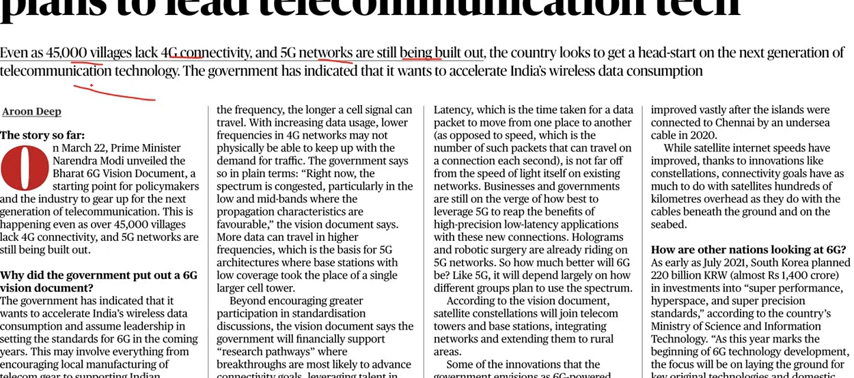 plans to lead telecommunication tech
Even as 45,000 villages lack 4G connectivity, and 5G networks are still being built out, the country looks to get a head-start on the next generation of
telecommunication technology. The government has indicated that it wants to accelerate India's wireless data consumption
Aroon Deep
The story so far:
On March 22, Prime Minister
Narendra Modi unveiled the
Bharat 6G Vision Document, a
starting point for policymakers
and the industry to gear up for the next
generation of telecommunication. This is
happening even as over 45,000 villages
lack 4G connectivity, and 5G networks are
still being built out.
Why did the government put out a 6G
vision document?
The government has indicated that it
wants to accelerate India's wireless data
consumption and assume leadership in
setting the standards for 6G in the coming
years. This may involve everything from
encouraging local manufacturing of
telecom gear to supporting Indian
the frequency, the longer a cell signal can
travel. With increasing data usage, lower
frequencies in 4G networks may not
physically be able to keep up with the
demand for traffic. The government says
so in plain terms: “Right now, the
spectrum is congested, particularly in the
low and mid-bands where the
propagation characteristics are
favourable,” the vision document says.
More data can travel in higher
frequencies, which is the basis for 5G
architectures where base stations with
low coverage took the place of a single
larger cell tower.
Beyond encouraging greater
participation in standardisation
discussions, the vision document says the
government will financially support
“research pathways” where
breakthroughs are most likely to advance
connectivity goals, leveraging talent in
Latency, which is the time taken for a data
packet to move from one place to another
(as opposed to speed, which is the
number of such packets that can travel on
a connection each second), is not far off
from the speed of light itself on existing
networks. Businesses and governments
are still on the verge of how best to
leverage 5G to reap the benefits of
high-precision low-latency applications
with these new connections. Holograms
and robotic surgery are already riding on
5G networks. So how much better will 6G
be? Like 5G, it will depend largely on how
different groups plan to use the spectrum.
According to the vision document,
satellite constellations will join telecom
towers and base stations, integrating
networks and extending them to rural
areas.
Some of the innovations that the
government envisions as 6G-powered
improved vastly after the islands were
connected to Chennai by an undersea
cable in 2020.
While satellite internet speeds have
improved, thanks to innovations like
constellations, connectivity goals have as
much to do with satellites hundreds of
kilometres overhead as they do with the
cables beneath the ground and on the
seabed.
How are other nations looking at 6G?
As early as July 2021, South Korea planned
220 billion KRW (almost Rs 1,400 crore)
in investments into “super performance,
hyperspace, and super precision
standards,” according to the country's
Ministry of Science and Information
Technology. “As this year marks the
beginning of 6G technology development,
the focus will be on laying the ground for
key original technologies and domestic